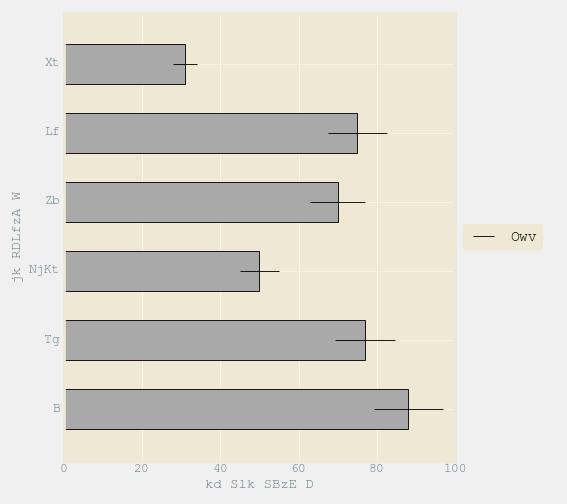 Xt
Lf
Zb
NjKt
Tg
B
jk RDLfzA W
0 20 40 60 80 100
kd Slk SBzE D
Owv